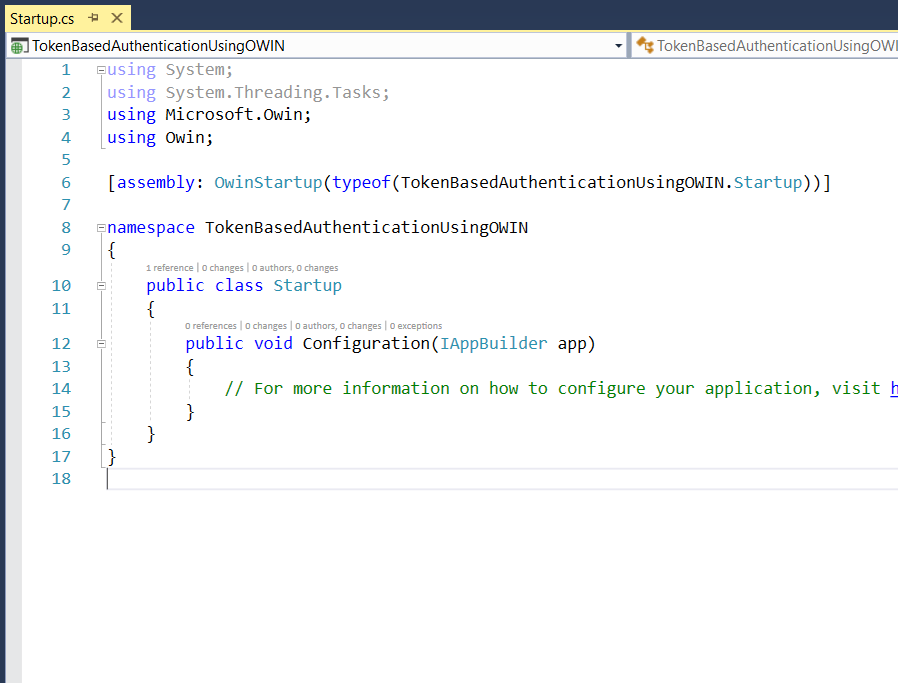 Startup.cs
TokenBasedAuthenticationUsingOWIN
TokenBasedAuthenticationUsingOWI
1 using System;
2 using System.Threading.Tasks;
3 using Microsoft.Owin;
4 using Owin;
5
6 [assembly: OwinStartup(typeof(TokenBasedAuthenticationUsingOWIN.Startup))]
7
8 namespace TokenBasedAuthenticationUsingOWIN
9 {
1 reference | 0 changes | 0 authors, 0 changes
10 public class Startup
11 {
0 references | 0 changes | 0 authors, 0 changes | 0 exceptions
12 public void Configuration(IAppBuilder app)
13 {
14 // For more information on how to configure your application, visit h
15 }
16 }
17 }
18